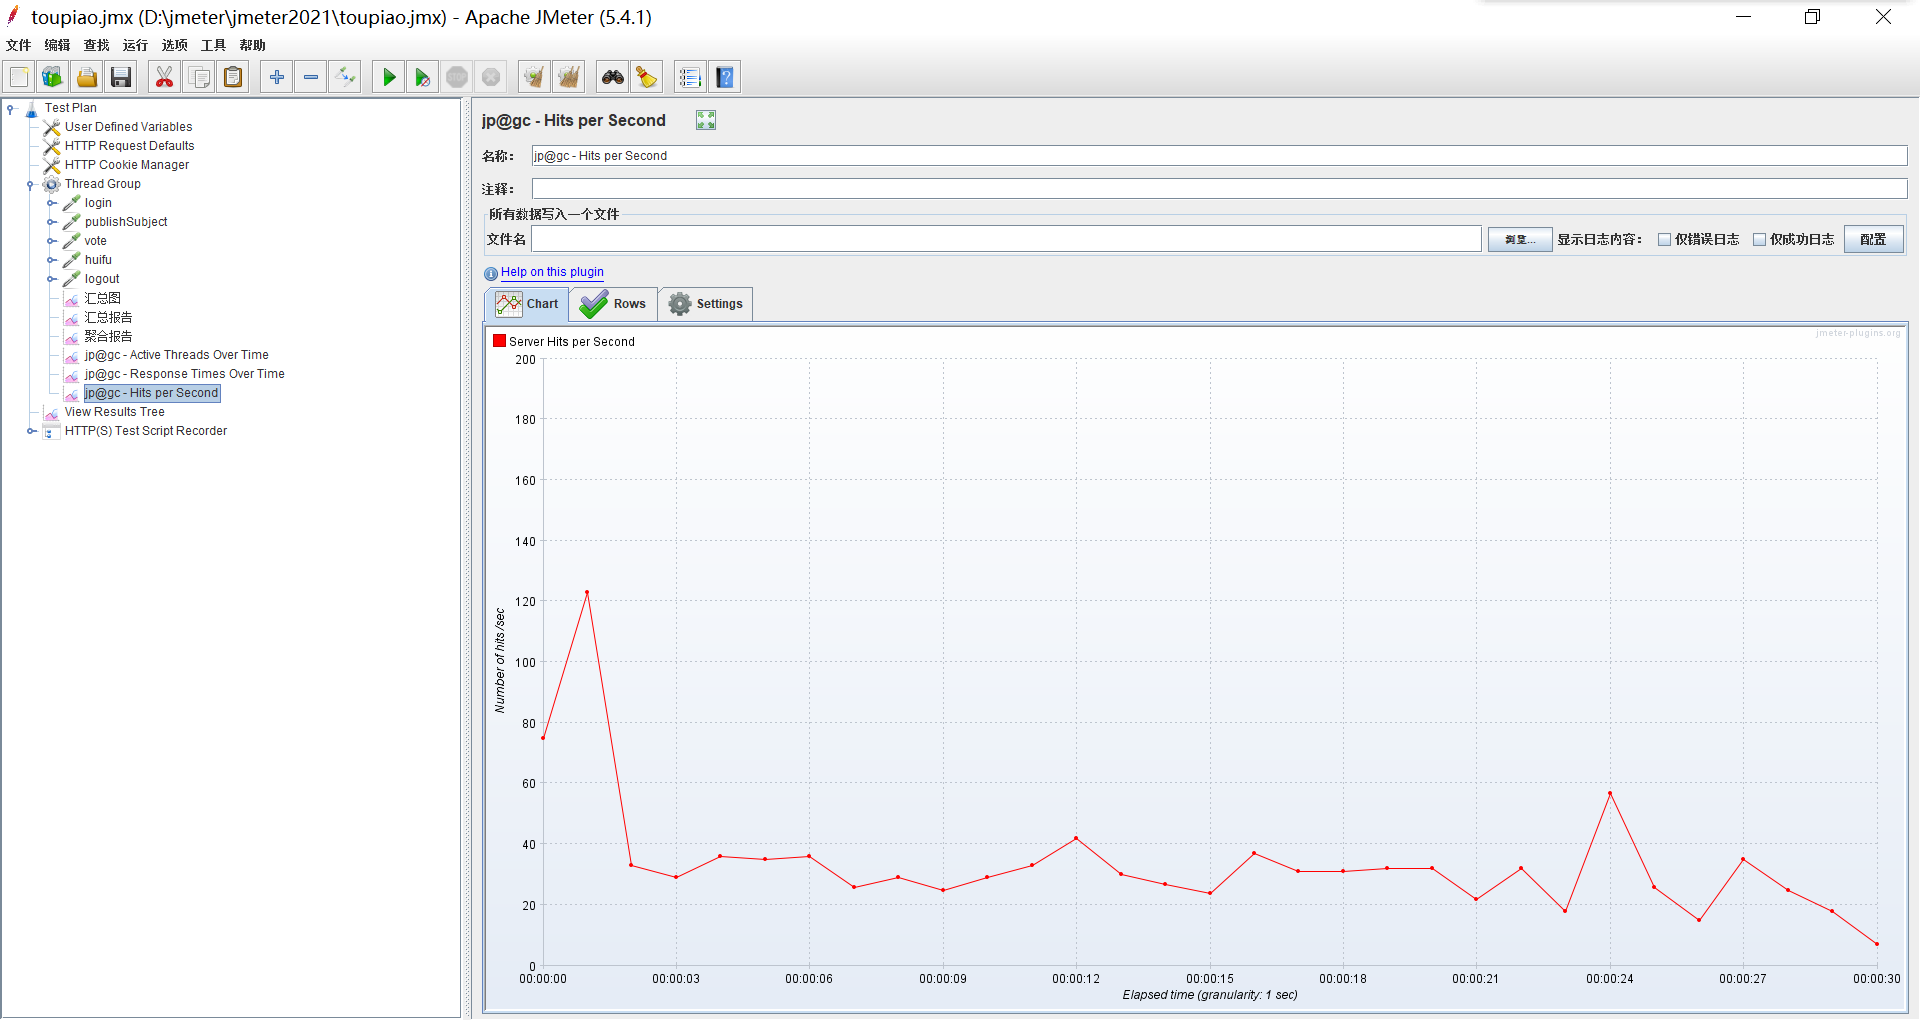 toupiao.jmx (D:\jmeter\jmeter2021\toupiao.jmx) - Apache JMeter (5.4.1)
文件 编辑 查找 运行 选项 工具 帮助
STOP
Test Plan
User Defined Variables
HTTP Request Defaults
HTTP Cookie Manager
Thread Group
login
publishSubject
vote
huifu
logout
汇总图
汇总报告
聚合报告
jp@gc - Active Threads Over Time
jp@gc - Response Times Over Time
jp@gc - Hits per Second
View Results Tree
HTTP(S) Test Script Recorder
jp@gc - Hits per Second
名称： jp@gc - Hits per Second
注释：
所有数据写入一个文件
文件名 浏览... 显示日志内容： 仅错误日志 仅成功日志 配置
Help on this plugin
Chart Rows Settings
jmeter-plugins.org
Server Hits per Second
200
180
160
140
120
100
80
60
40
20
0
Number of hits /sec
00:00:00 00:00:03 00:00:06 00:00:09 00:00:12 00:00:15 00:00:18 00:00:21 00:00:24 00:00:27 00:00:30
Elapsed time (granularity: 1 sec)